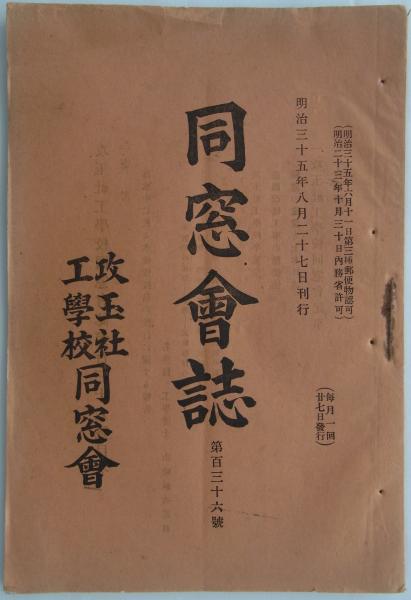 (明治三十五年六月十一日第三種郵便物認可)
(明治二十三年十月三十日內務省許可)
明治三十五年八月二十七日刊行
(每月一回
廿七日發行)
同窓會誌
第百三十六號
攻玉社
工學校
同窓會